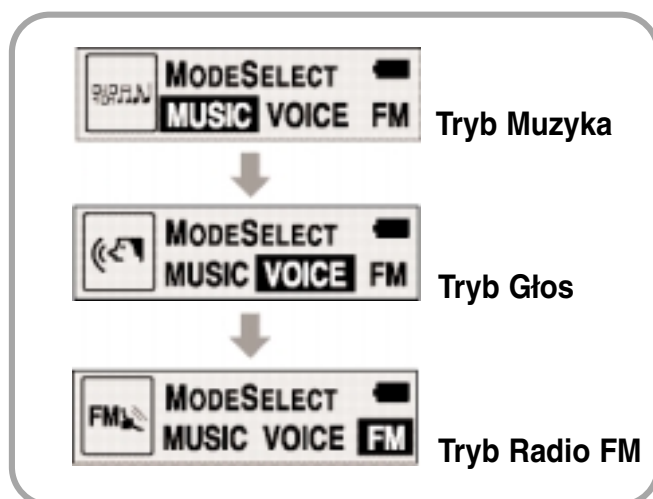 MODESELECT
MUSIC VOICE FM
Tryb Muzyka
MODESELECT
MUSIC VOICE FM
Tryb Głos
FM
MODESELECT
MUSIC VOICE FM
Tryb Radio FM